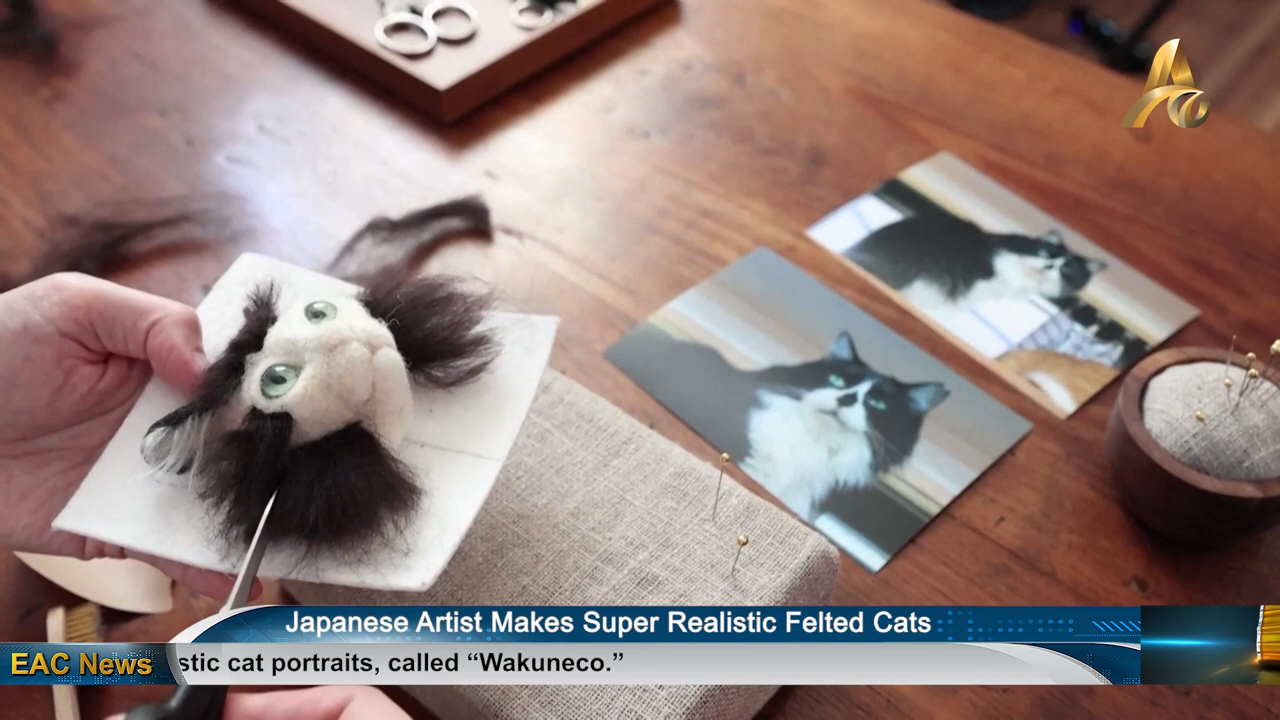 Japanese Artist Makes Super Realistic Felted Cats
EAC News
stic cat portraits, called “Wakuneco.”